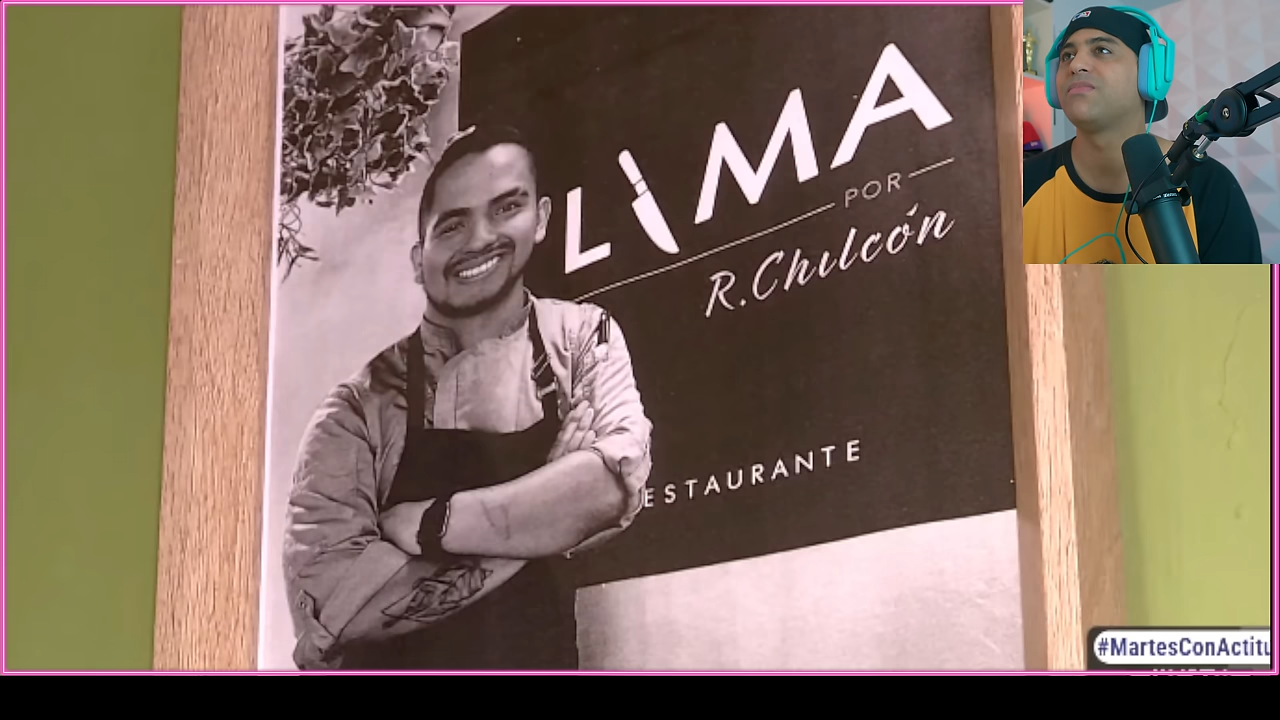 LIMA
POR
R.Chilcón
ESTAURANTE
#MartesConActitu